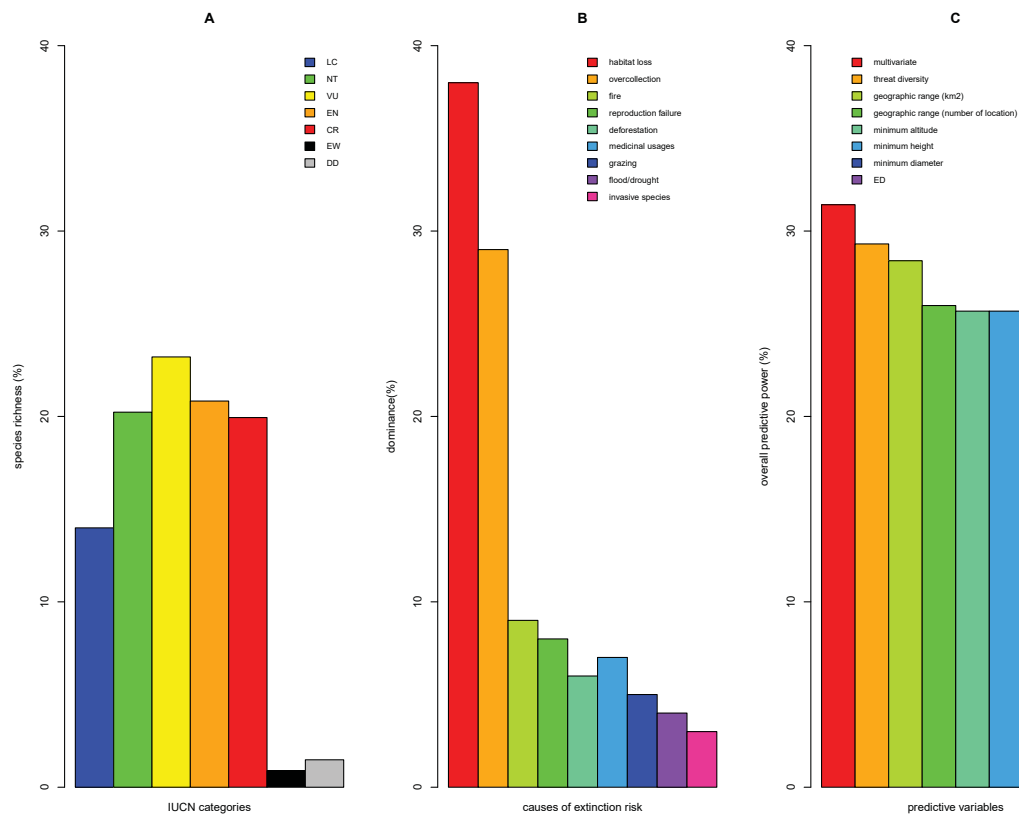 A
40
30
20
10
0
species richness (%)
LC
NT
VU
EN
CR
EW
DD
IUCN categories
B
40
30
20
10
0
dominance(%)
habitat loss
overcollection
fire
reproduction failure
deforestation
medicinal usages
grazing
flood/drought
invasive species
causes of extinction risk
C
40
30
20
10
0
overall predictive power (%)
multivariate
threat diversity
geographic range (km2)
geographic range (number of location)
minimum altitude
minimum height
minimum diameter
ED
predictive variables